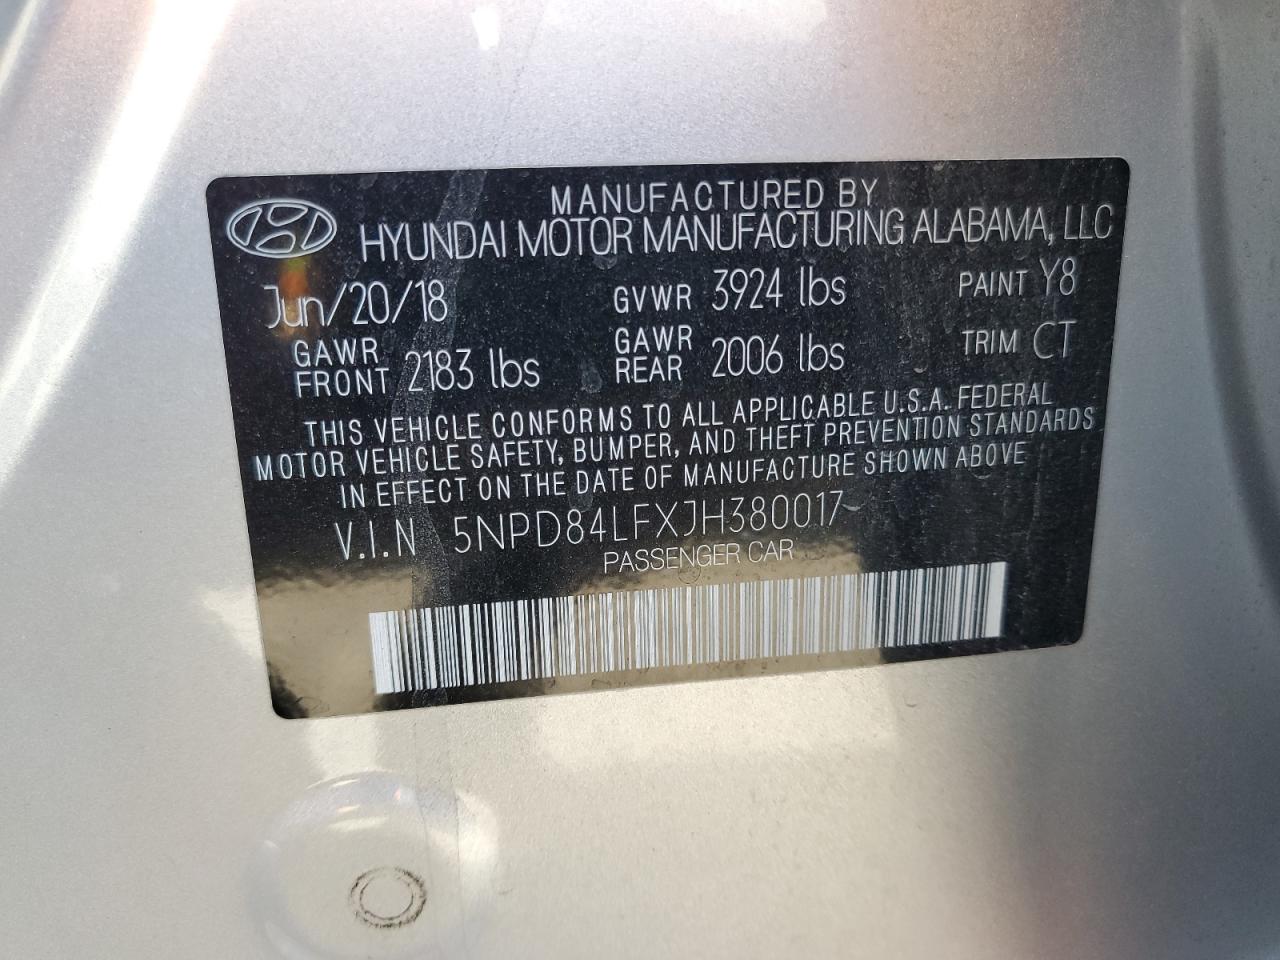 MANUFACTURED BY
HYUNDAI MOTOR MANUFACTURING ALABAMA, LLC
Jun/20/18 GVWR 3924 lbs PAINT Y8
GAWR FRONT 2183 lbs GAWR REAR 2006 lbs TRIM CT
THIS VEHICLE CONFORMS TO ALL APPLICABLE U.S.A. FEDERAL
MOTOR VEHICLE SAFETY, BUMPER, AND THEFT PREVENTION STANDARDS
IN EFFECT ON THE DATE OF MANUFACTURE SHOWN ABOVE
V.I.N 5NPD84LFXJH380017
PASSENGER CAR